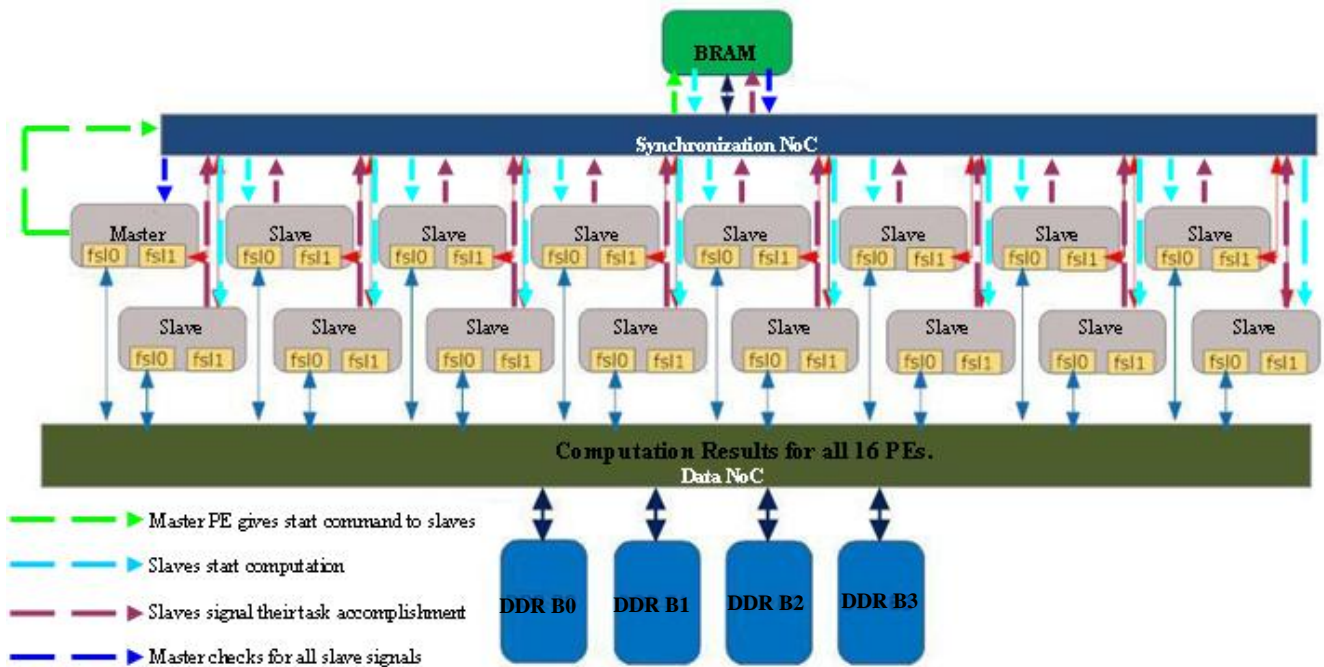 BRAM
Synchronization NoC
Master
Slave
Slave
Slave
Slave
Slave
Slave
Slave
fsl0 fsl1
fsl0 fsl1
fsl0 fsl1
fsl0 fsl1
fsl0 fsl1
fsl0 fsl1
fsl0 fsl1
fsl0 fsl1
Slave
Slave
Slave
Slave
Slave
Slave
Slave
Slave
fsl0 fsl1
fsl0 fsl1
fsl0 fsl1
fsl0 fsl1
fsl0 fsl1
fsl0 fsl1
fsl0 fsl1
fsl0 fsl1
Computation Results for all 16 PEs.
Data NoC
Master PE gives start command to slaves
Slaves start computation
Slaves signal their task accomplishment
Master checks for all slave signals
DDR B0
DDR B1
DDR B2
DDR B3